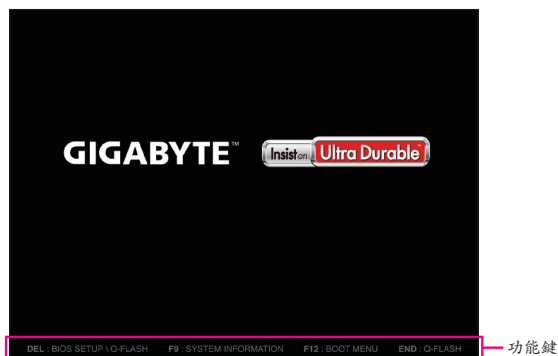 GIGABYTE™ Insist on Ultra Durable™
DEL : BIOS SETUP \ Q-FLASH F9 : SYSTEM INFORMATION F12 : BOOT MENU END : Q-FLASH
功能鍵